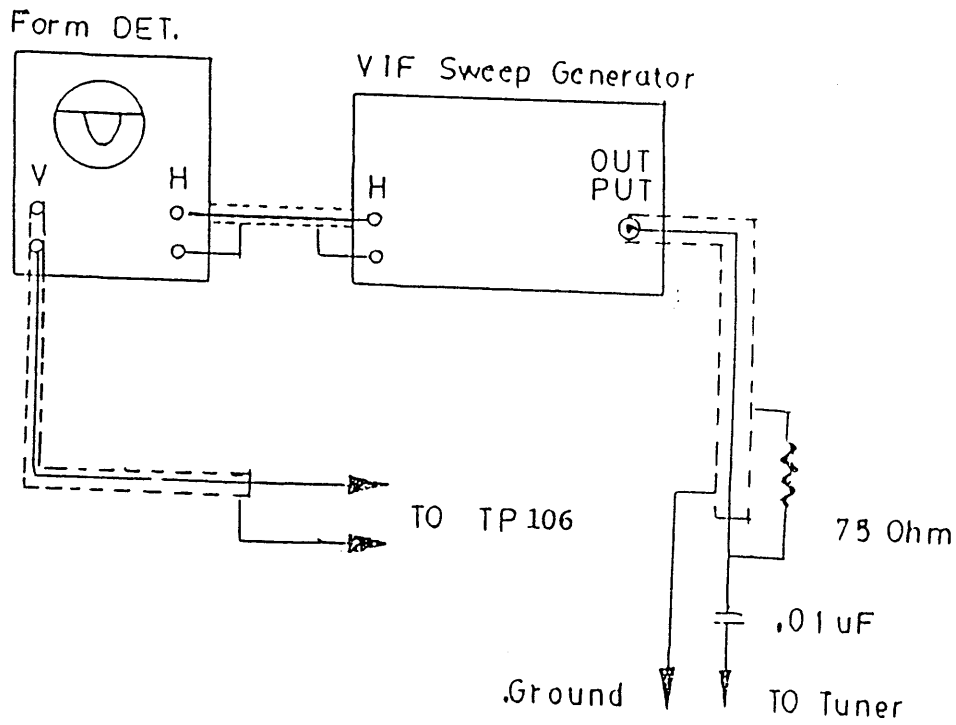 Form DET.
VIF Sweep Generator
V
H
H
OUT
PUT
TO TP106
75 Ohm
.01uF
.Ground
TO Tuner